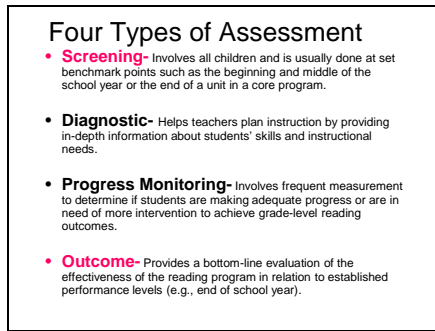 Four Types of Assessment
• Screening- Involves all children and is usually done at set
benchmark points such as the beginning and middle of the
school year or the end of a unit in a core program.
• Diagnostic- Helps teachers plan instruction by providing
in-depth information about students' skills and instructional
needs.
• Progress Monitoring- Involves frequent measurement
to determine if students are making adequate progress or are in
need of more intervention to achieve grade-level reading
outcomes.
• Outcome- Provides a bottom-line evaluation of the
effectiveness of the reading program in relation to established
performance levels (e.g., end of school year).